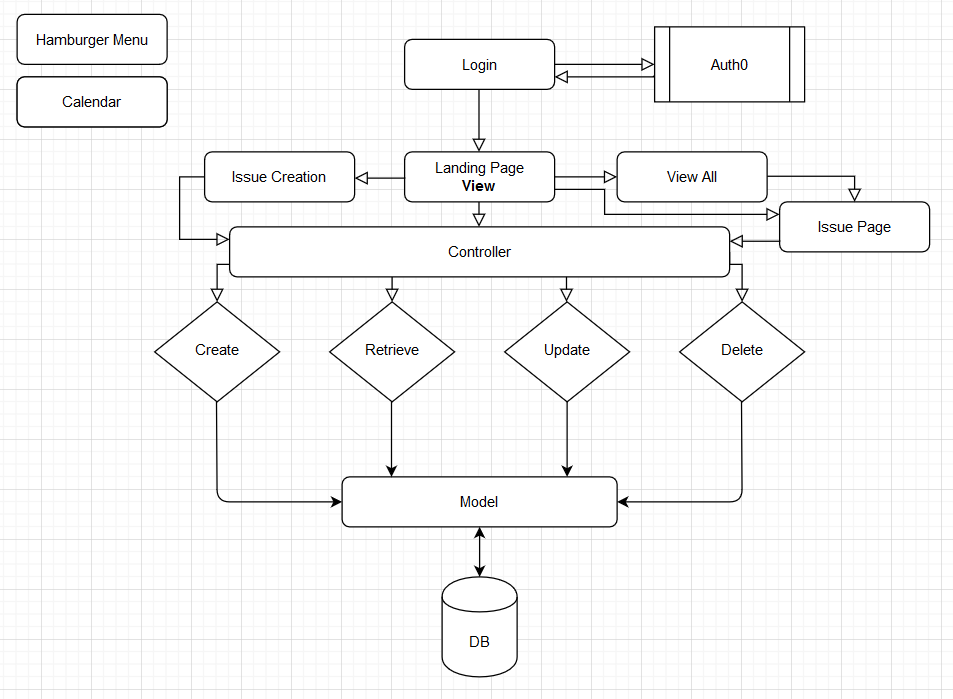 Hamburger Menu
Calendar
Login
Auth0
Issue Creation
Landing Page
View
View All
Issue Page
Controller
Create
Retrieve
Update
Delete
Model
DB